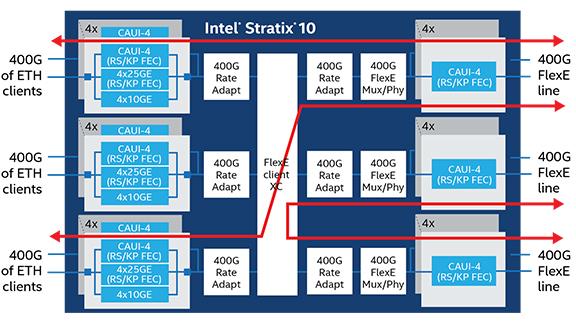 Intel® Stratix® 10
4x
CAUI-4
CAUI-4
(RS/KP FEC)
4x25GE
(RS/KP FEC)
4x10GE
400G
of ETH
clients
400G
Rate
Adapt
400G
Rate
Adapt
400G
FlexE
Mux/Phy
4x
CAUI-4
(RS/KP FEC)
400G
FlexE
line
4x
CAUI-4
CAUI-4
(RS/KP FEC)
4x25GE
(RS/KP FEC)
4x10GE
400G
of ETH
clients
400G
Rate
Adapt
FlexE
client
XC
400G
Rate
Adapt
400G
FlexE
Mux/Phy
4x
CAUI-4
(RS/KP FEC)
400G
FlexE
line
4x
CAUI-4
CAUI-4
(RS/KP FEC)
4x25GE
(RS/KP FEC)
4x10GE
400G
of ETH
clients
400G
Rate
Adapt
400G
Rate
Adapt
400G
FlexE
Mux/Phy
4x
CAUI-4
(RS/KP FEC)
400G
FlexE
line